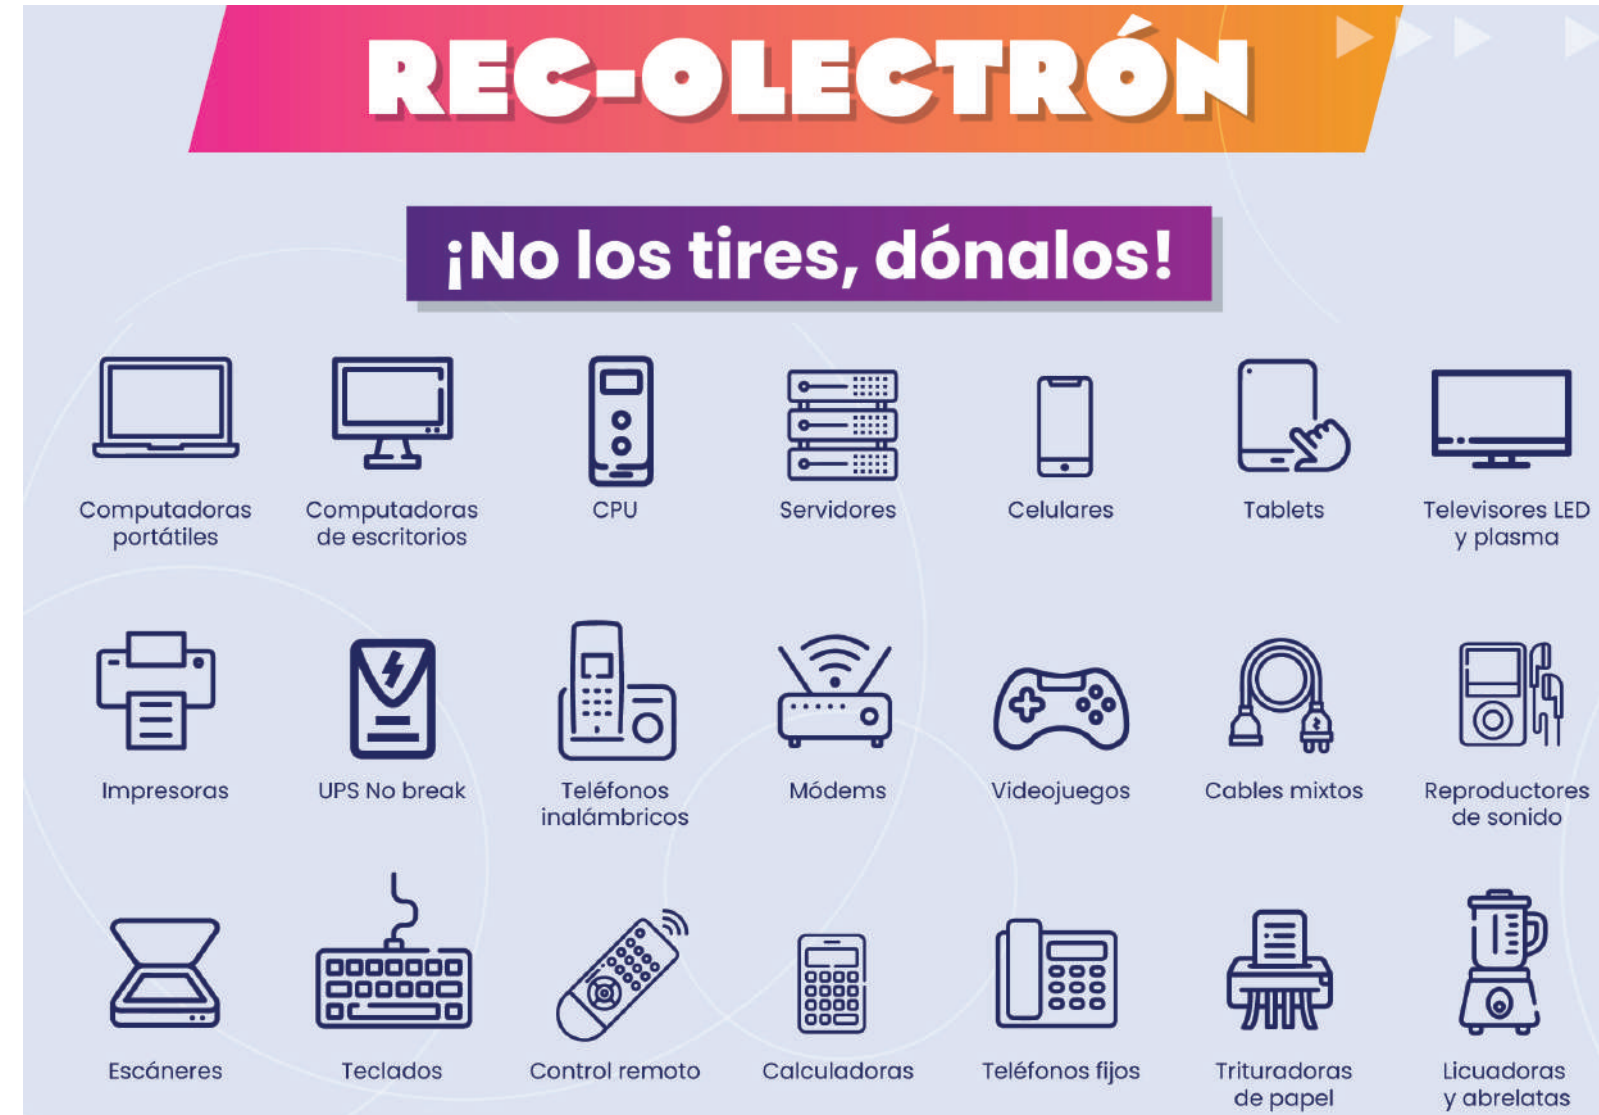 REC-OLECTRÓN
¡No los tires, dónalos!
Computadoras
portátiles
Computadoras
de escritorios
CPU
Servidores
Celulares
Tablets
Televisores LED
y plasma
Impresoras
UPS No break
Teléfonos
inalámbricos
Módems
Videojuegos
Cables mixtos
Reproductores
de sonido
Escáneres
Teclados
Control remoto
Calculadoras
Teléfonos fijos
Trituradoras
de papel
Licuadoras
y abrelatas